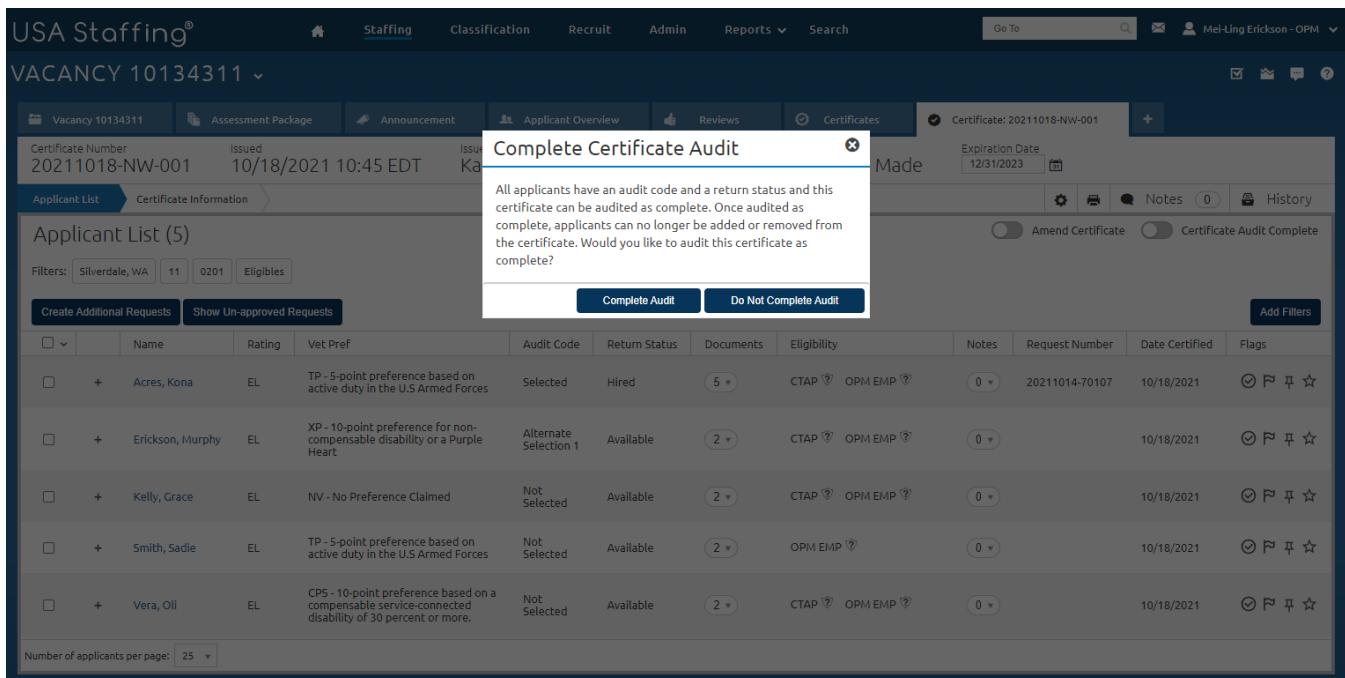 USA Staffing®
Staffing Classification Recruit Admin Reports Search
Go To
Mei-Ling Erickson - OPM
VACANCY 10134311
Vacancy 10134311 Assessment Package Announcement Applicant Overview Reviews Certificates Certificate: 20211018-NW-001 +
Certificate Number Issued Expiration Date
20211018-NW-001 10/18/2021 10:45 EDT Made 12/31/2023
Complete Certificate Audit
All applicants have an audit code and a return status and this
certificate can be audited as complete. Once audited as
complete, applicants can no longer be added or removed from
the certificate. Would you like to audit this certificate as
complete?
Complete Audit Do Not Complete Audit
Applicant List Certificate Information Notes 0 History
Applicant List (5) Amend Certificate Certificate Audit Complete
Filters: Silverdale, WA 11 0201 Eligibles
Create Additional Requests Show Un-approved Requests Add Filters
Name Rating Vet Pref Audit Code Return Status Documents Eligibility Notes Request Number Date Certified Flags
+ Acres, Kona EL TP - 5-point preference based on active duty in the U.S Armed Forces Selected Hired 5 CTAP OPM EMP 0 20211014-70107 10/18/2021
+ Erickson, Murphy EL XP - 10-point preference for non-compensable disability or a Purple Heart Alternate Selection 1 Available 2 CTAP OPM EMP 0 10/18/2021
+ Kelly, Grace EL NV - No Preference Claimed Not Selected Available 2 CTAP OPM EMP 0 10/18/2021
+ Smith, Sadie EL TP - 5-point preference based on active duty in the U.S Armed Forces Not Selected Available 2 OPM EMP 0 10/18/2021
+ Vera, Oli EL CPS - 10-point preference based on a compensable service-connected disability of 30 percent or more. Not Selected Available 2 CTAP OPM EMP 0 10/18/2021
Number of applicants per page: 25